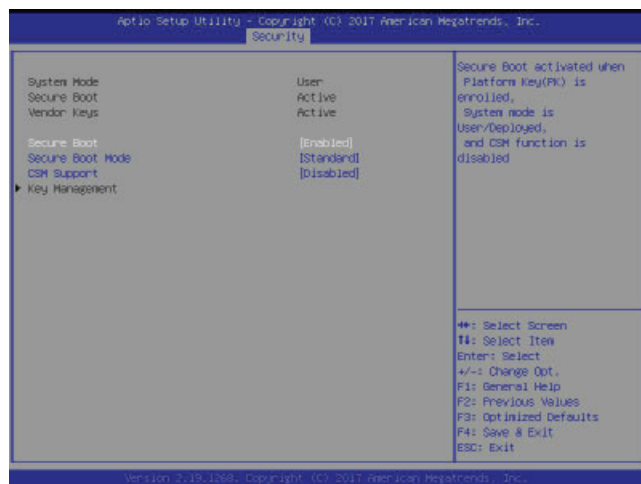 Aptio Setup Utility - Copyright (C) 2017 American Megatrends, Inc.
Security
System Mode User
Secure Boot Active
Vendor Keys Active
Secure Boot [Enabled]
Secure Boot Mode [Standard]
CSM Support [Disabled]
Key Management
Secure Boot activated when
Platform Key(PK) is
enrolled,
System mode is
User/Deployed,
and CSM function is
disabled
: Select Screen
: Select Item
Enter: Select
+/-: Change Opt.
F1: General Help
F2: Previous Values
F3: Optimized Defaults
F4: Save & Exit
ESC: Exit
Version 2.19.1268. Copyright (C) 2017 American Megatrends, Inc.